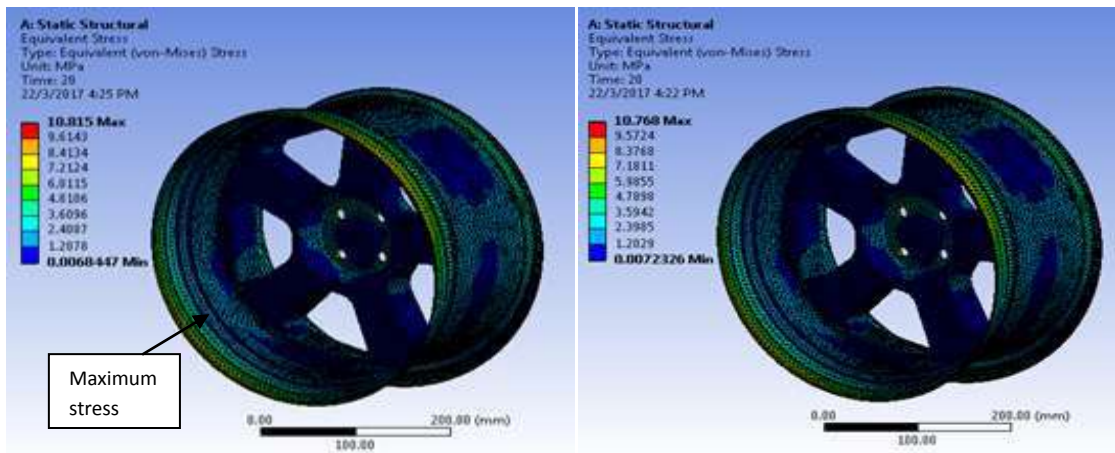 A: Static Structural
Equivalent Stress
Type: Equivalent (von-Mises) Stress
Unit: MPa
Time: 20
22/3/2017 4:25 PM
10.815 Max
9.6143
8.4134
7.2124
6.0115
4.8106
3.6096
2.4087
1.2078
0.0068447 Min
Maximum
stress
0.00
200.00 (mm)
100.00
A: Static Structural
Equivalent Stress
Type: Equivalent (von-Mises) Stress
Unit: MPa
Time: 20
22/3/2017 4:22 PM
10.768 Max
9.5724
8.3768
7.1811
5.9855
4.7898
3.5942
2.3985
1.2029
0.0072326 Min
0.00
200.00 (mm)
100.00